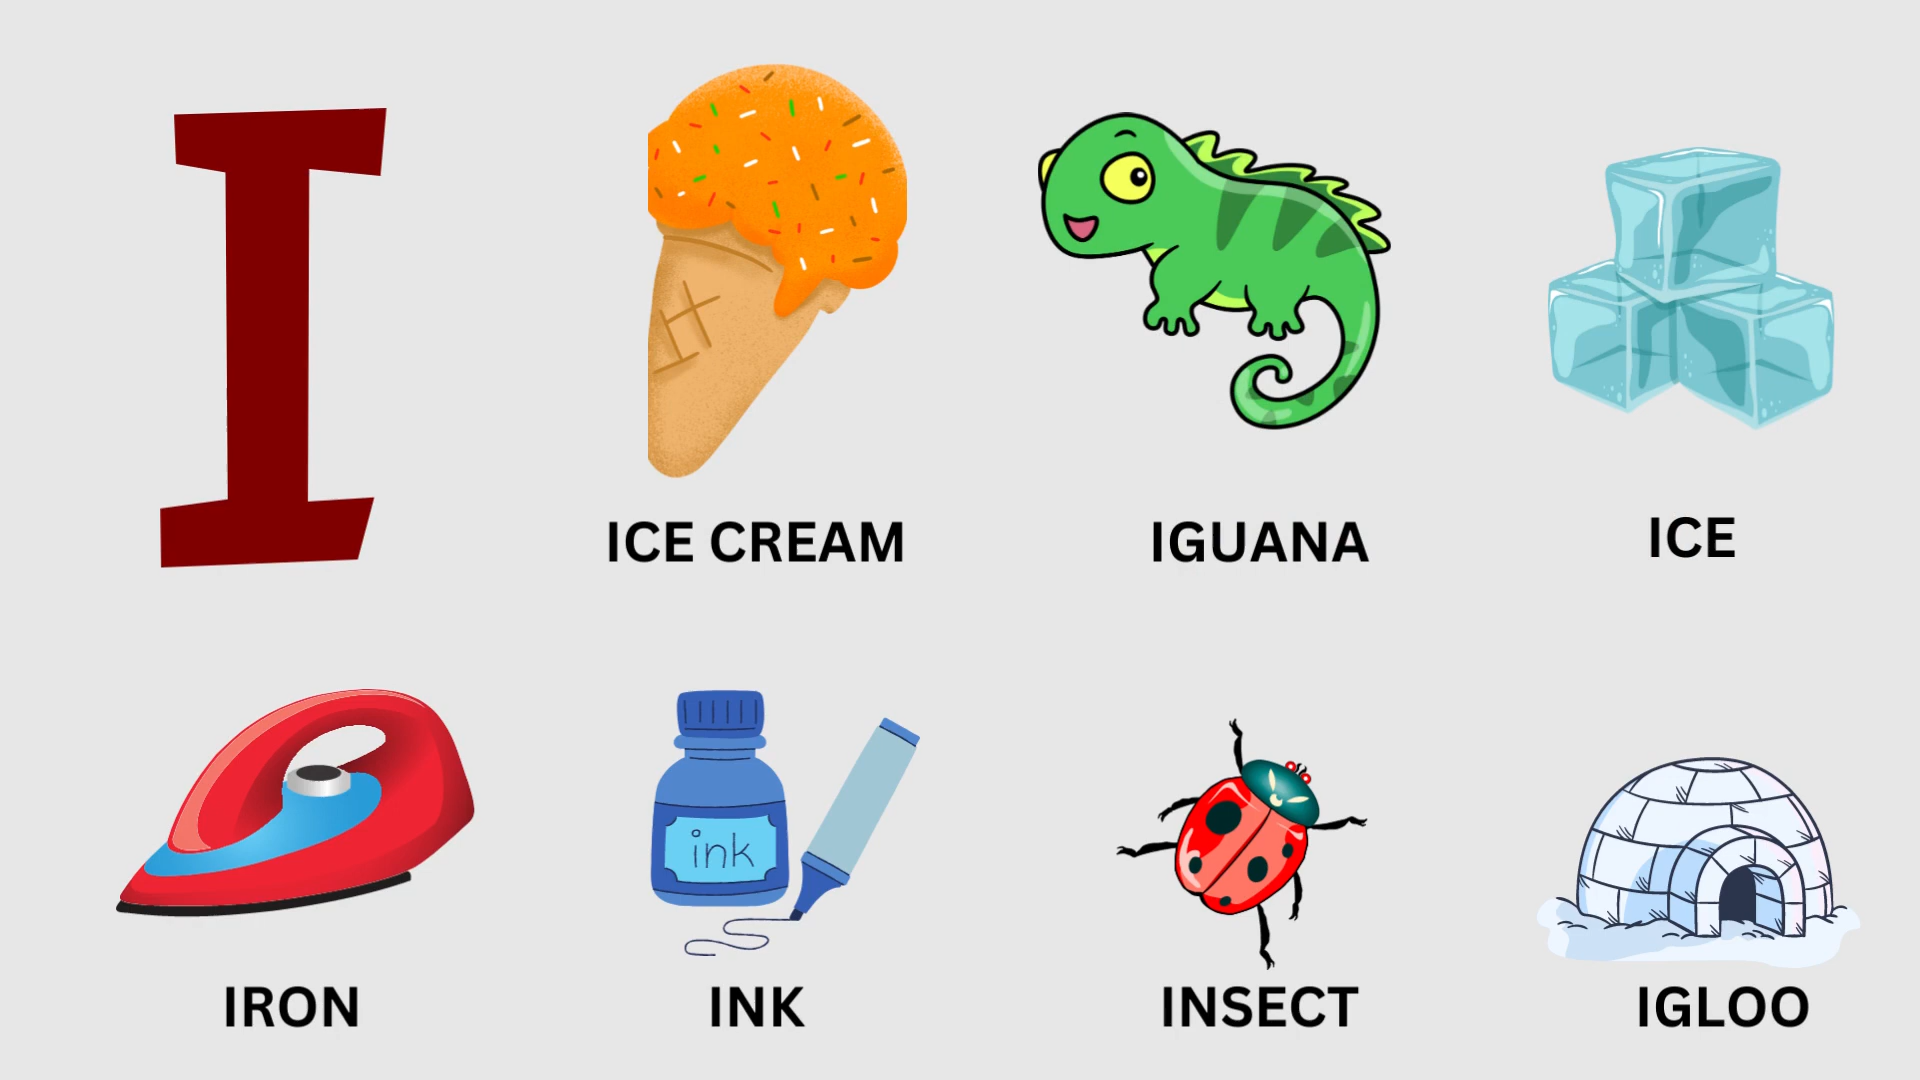 I
ICE CREAM
IGUANA
ICE
ink
IRON
INK
INSECT
IGLOO